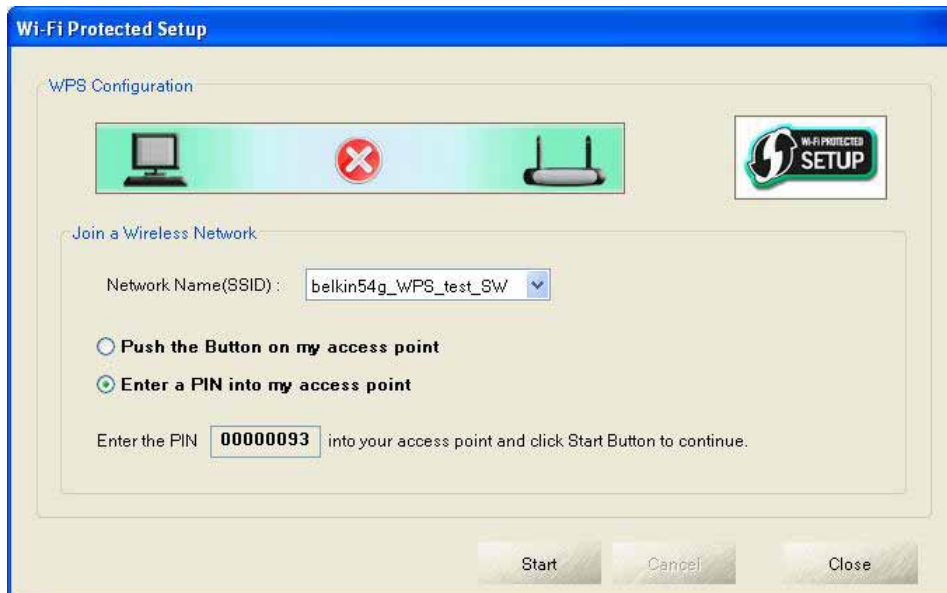 Wi-Fi Protected Setup
WPS Configuration
WI-FI PROTECTED
SETUP
Join a Wireless Network
Network Name(SSID) : belkin54g_WPS_test_SW
Push the Button on my access point
Enter a PIN into my access point
Enter the PIN 00000093 into your access point and click Start Button to continue.
Start Cancel Close